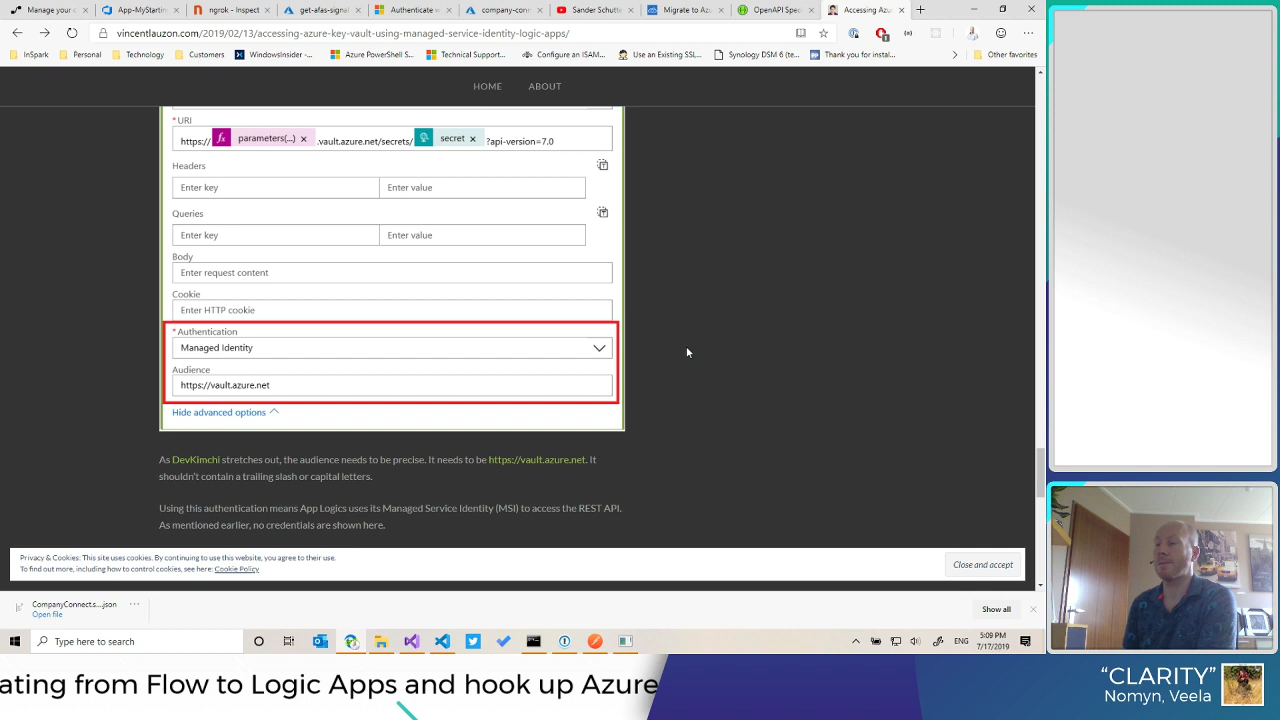 Manage your c
App-MyStartin
ngrok - Inspect
get-afas-signal
Authenticate w
company-conn
Sander Schutte
Migrate to Azu
OpenAPI Spec
Accessing Azur
vincentlauzon.com/2019/02/13/accessing-azure-key-vault-using-managed-service-identity-logic-apps/
InSpark
Personal
Technology
Customers
Windows - In...
Azure PowerShell S...
Technical Support...
Configure an ISAM...
Use an Existing SSL...
Synology DSM 6 (te...
Thank you for instal...
Other favorites
HOME
ABOUT
* URI
https:// parameters(...) × .vault.azure.net/secrets/ secret × ?api-version=7.0
Headers
Enter key
Enter value
Queries
Enter key
Enter value
Body
Enter request content
Cookie
Enter HTTP cookie
* Authentication
Managed Identity
Audience
https://vault.azure.net
Hide advanced options
As DevKimchi stretches out, the audience needs to be precise. It needs to be https://vault.azure.net. It
shouldn't contain a trailing slash or capital letters.
Using this authentication means App Logics uses its Managed Service Identity (MSI) to access the REST API.
As mentioned earlier, no credentials are shown here.
Privacy & Cookies: This site uses cookies. By continuing to use this website, you agree to their use.
To find out more, including how to control cookies, see here: Cookie Policy
Close and accept
CompanyConnect.s....json
Open file
Show all
Type here to search
ENG
5:09 PM
7/17/2019
ating from Flow to Logic Apps and hook up Azure
"CLARITY"
Nomyn, Veela